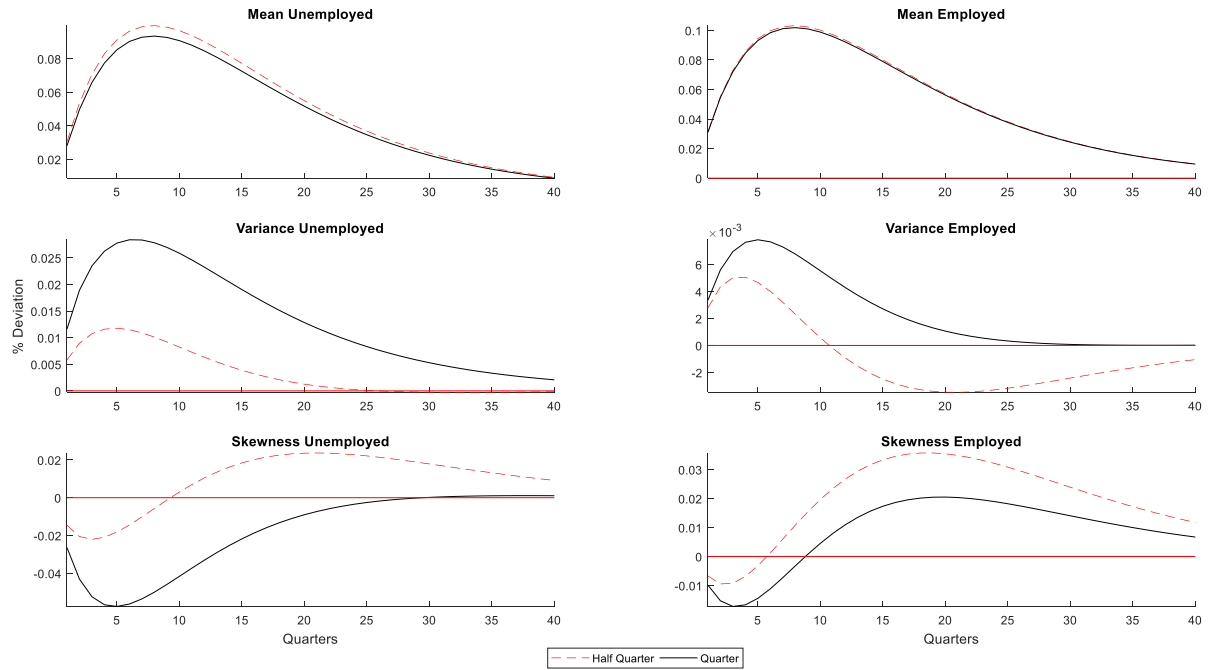 Mean Unemployed
0.08
0.06
0.04
0.02
5 10 15 20 25 30 35 40
Mean Employed
0.1
0.08
0.06
0.04
0.02
0
5 10 15 20 25 30 35 40
Variance Unemployed
% Deviation
0.025
0.02
0.015
0.01
0.005
0
5 10 15 20 25 30 35 40
Variance Employed
×10-3
6
4
2
0
-2
5 10 15 20 25 30 35 40
Skewness Unemployed
0.02
0
-0.02
-0.04
5 10 15 20 25 30 35 40
Quarters
Skewness Employed
0.03
0.02
0.01
0
-0.01
5 10 15 20 25 30 35 40
Quarters
Half Quarter Quarter